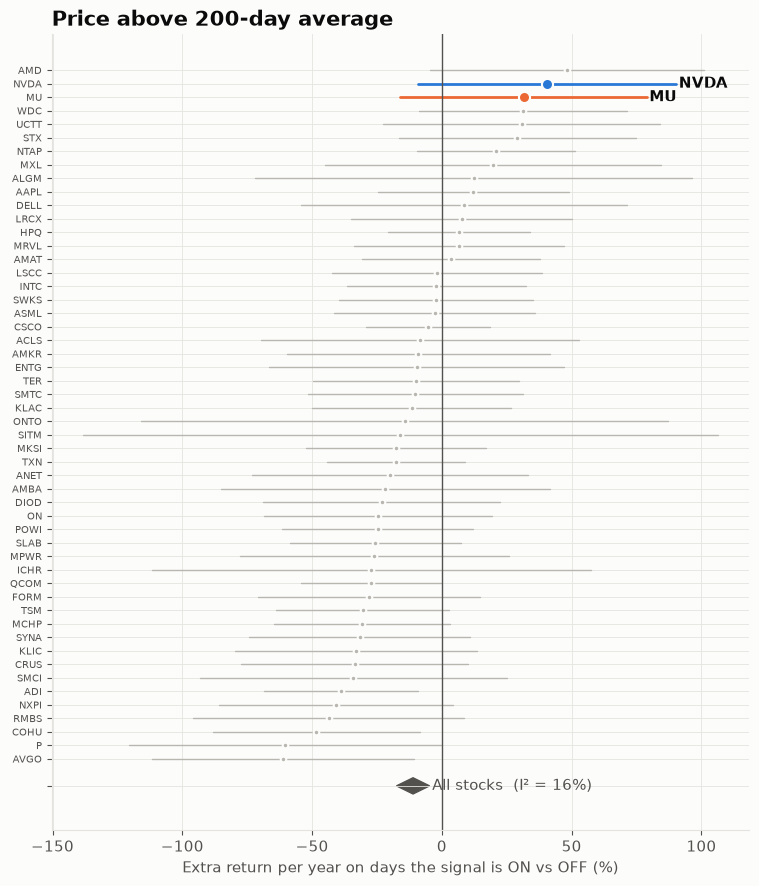 Price above 200-day average
AMD
NVDA
NVDA
MU
MU
WDC
UCTT
STX
NTAP
MXL
ALGM
AAPL
DELL
LRCX
HPQ
MRVL
AMAT
LSCC
INTC
SWKS
ASML
CSCO
ACLS
AMKR
ENTG
TER
SMTC
KLAC
ONTO
SITM
MKSI
TXN
ANET
AMBA
DIOD
ON
POWI
SLAB
MPWR
ICHR
QCOM
FORM
TSM
MCHP
SYNA
KLIC
CRUS
SMCI
ADI
NXPI
RMBS
COHU
P
AVGO
All stocks (I² = 16%)
−150 −100 −50 0 50 100
Extra return per year on days the signal is ON vs OFF (%)